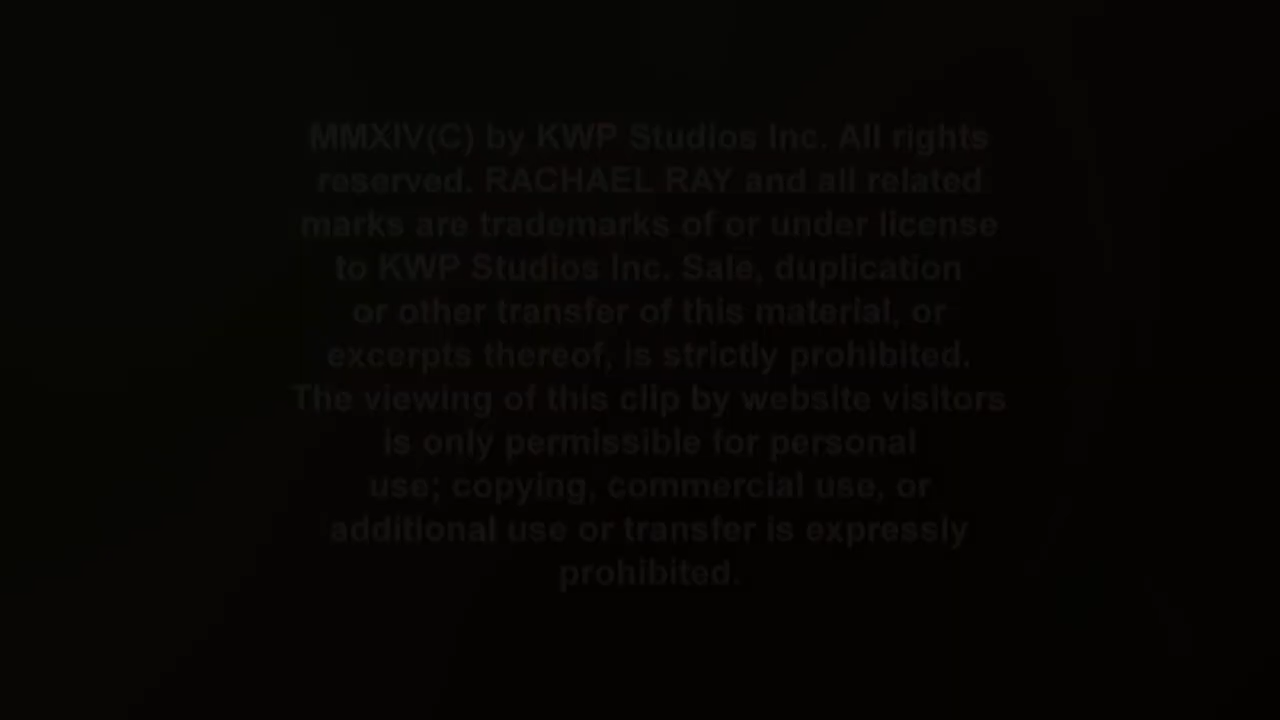 MMXIV(C) by KWP Studios Inc. All rights
reserved. RACHAEL RAY and all related
marks are trademarks of or under license
to KWP Studios Inc. Sale, duplication
or other transfer of this material, or
excerpts thereof, is strictly prohibited.
The viewing of this clip by website visitors
is only permissible for personal
use; copying, commercial use, or
additional use or transfer is expressly
prohibited.